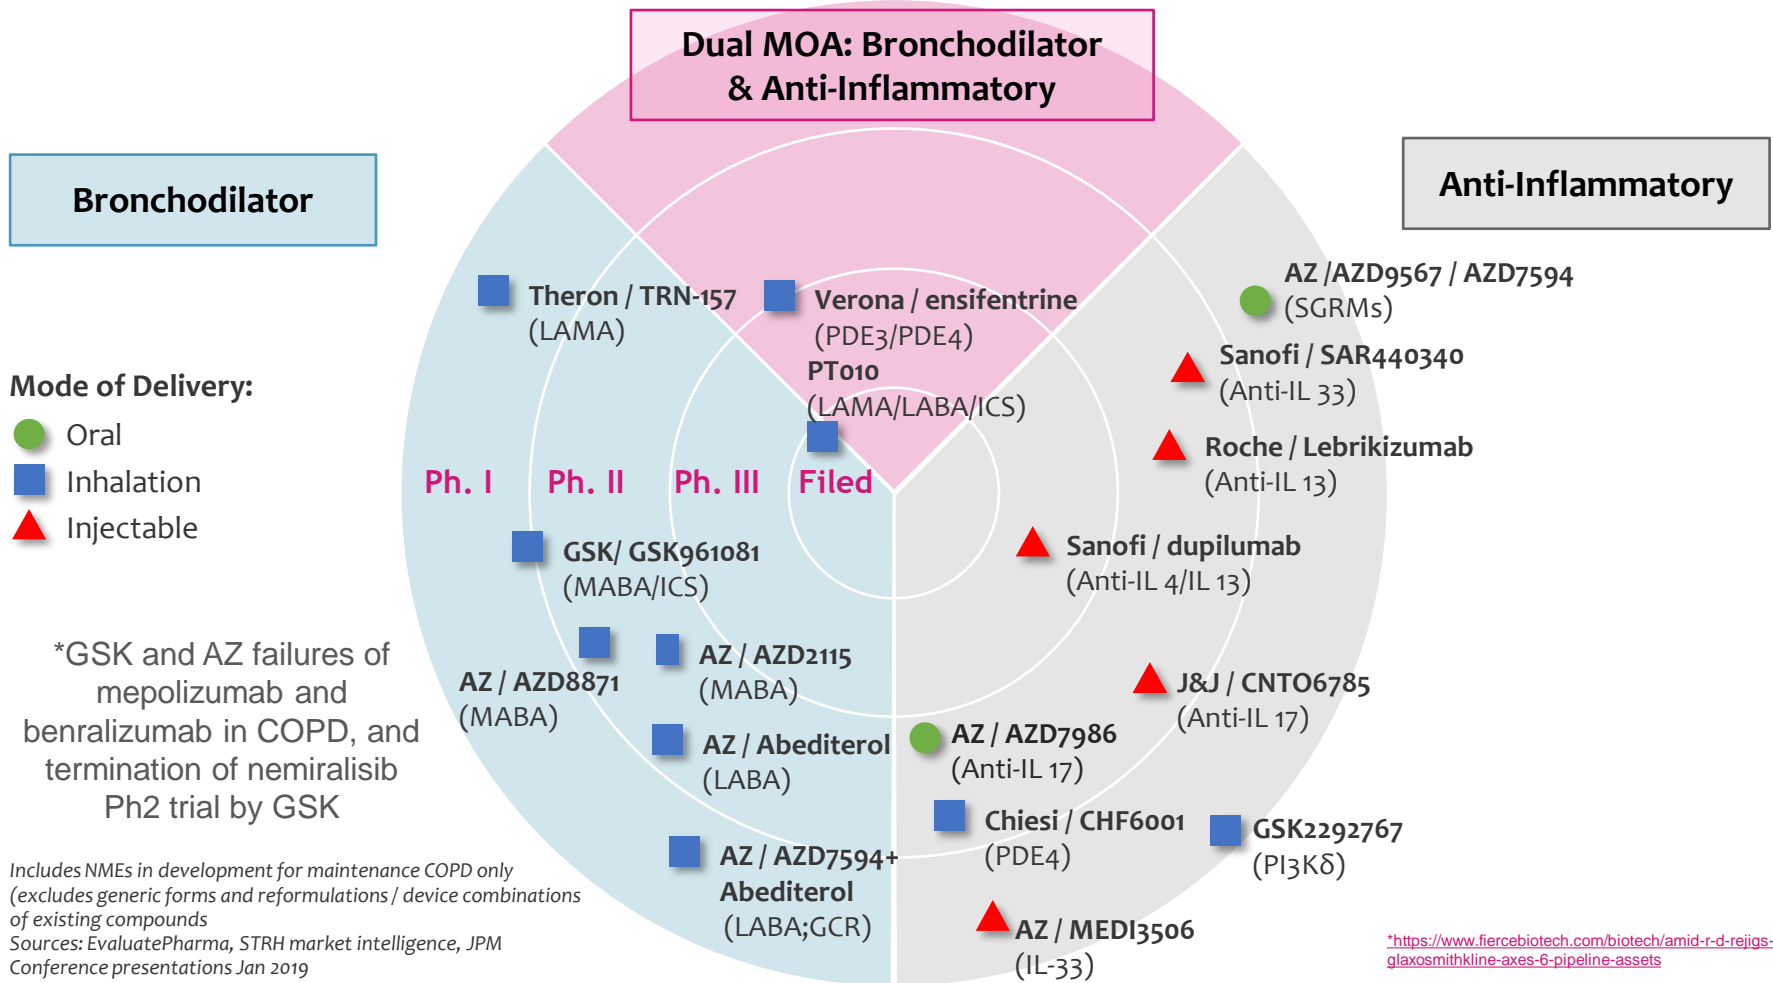 Dual MOA: Bronchodilator
& Anti-Inflammatory
Bronchodilator
Anti-Inflammatory
Mode of Delivery:
Oral
Inhalation
Injectable
Theron / TRN-157
(LAMA)
Verona / ensifentrine
(PDE3/PDE4)
PT010
(LAMA/LABA/ICS)
AZ /AZD9567 / AZD7594
(SGRMs)
Sanofi / SAR440340
(Anti-IL 33)
Roche / Lebrikizumab
(Anti-IL 13)
Ph. I
Ph. II
Ph. III
Filed
GSK/ GSK961081
(MABA/ICS)
Sanofi / dupilumab
(Anti-IL 4/IL 13)
AZ / AZD8871
(MABA)
AZ / AZD2115
(MABA)
AZ / Abediterol
(LABA)
AZ / AZD7594+
Abediterol
(LABA;GCR)
J&J / CNTO6785
(Anti-IL 17)
AZ / AZD7986
(Anti-IL 17)
Chiesi / CHF6001
(PDE4)
GSK2292767
(PI3Kδ)
AZ / MEDI3506
(IL-33)
*GSK and AZ failures of
mepolizumab and
benralizumab in COPD, and
termination of nemiralisib
Ph2 trial by GSK
Includes NMEs in development for maintenance COPD only
(excludes generic forms and reformulations / device combinations
of existing compounds
Sources: EvaluatePharma, STRH market intelligence, JPM
Conference presentations Jan 2019
*https://www.fiercebiotech.com/biotech/amid-r-d-rejigs-
glaxosmithkline-axes-6-pipeline-assets